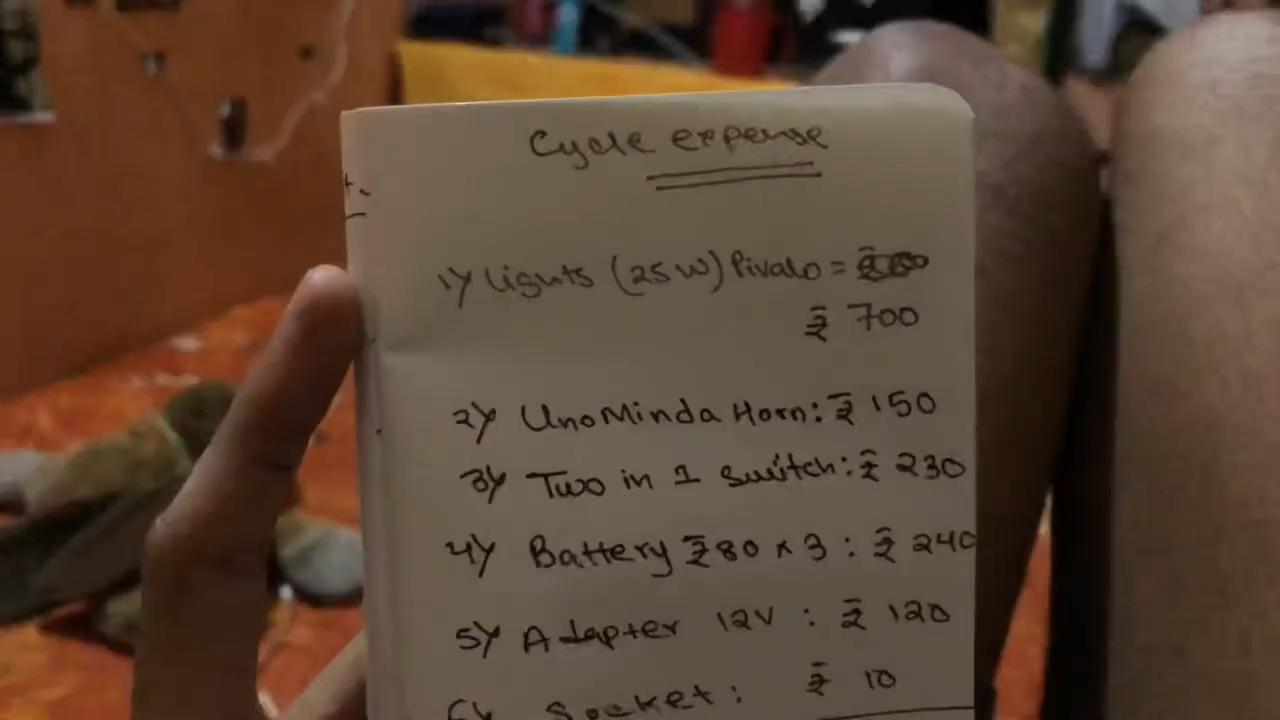 Cycle expense
1) Lights (25W) Pivalo =
₹ 700
2) UnoMinda Horn: ₹ 150
3) Two in 1 switch: ₹ 230
4) Battery ₹80 x 3 : ₹ 240
5) Adapter 12V : ₹ 120
6) Socket: ₹ 10